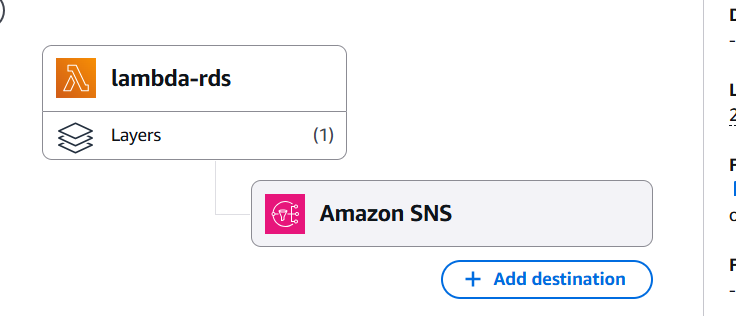 lambda-rds
Layers (1)
Amazon SNS
+ Add destination